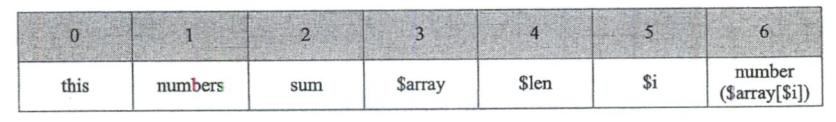 0 1 2 3 4 5 6
this numbers sum $array $len $i number
($array[$i])